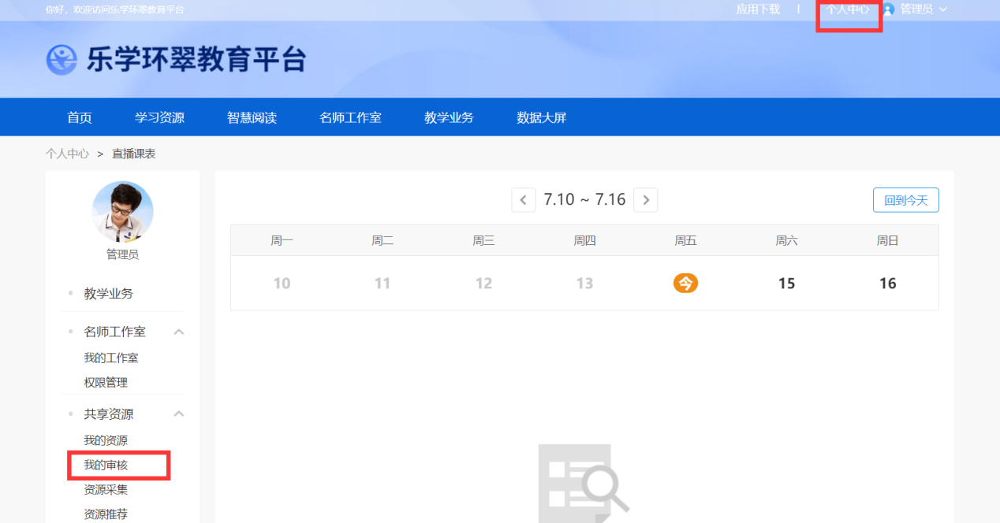 你好，欢迎访问乐学环翠教育平台
应用下载 | 个人中心 管理员
乐学环翠教育平台
首页 学习资源 智慧阅读 名师工作室 教学业务 数据大屏
个人中心 > 直播课表
7.10 ~ 7.16
回到今天
管理员
周一 周二 周三 周四 周五 周六 周日
10 11 12 13 今 15 16
教学业务
名师工作室
我的工作室
权限管理
共享资源
我的资源
我的审核
资源采集
资源推荐